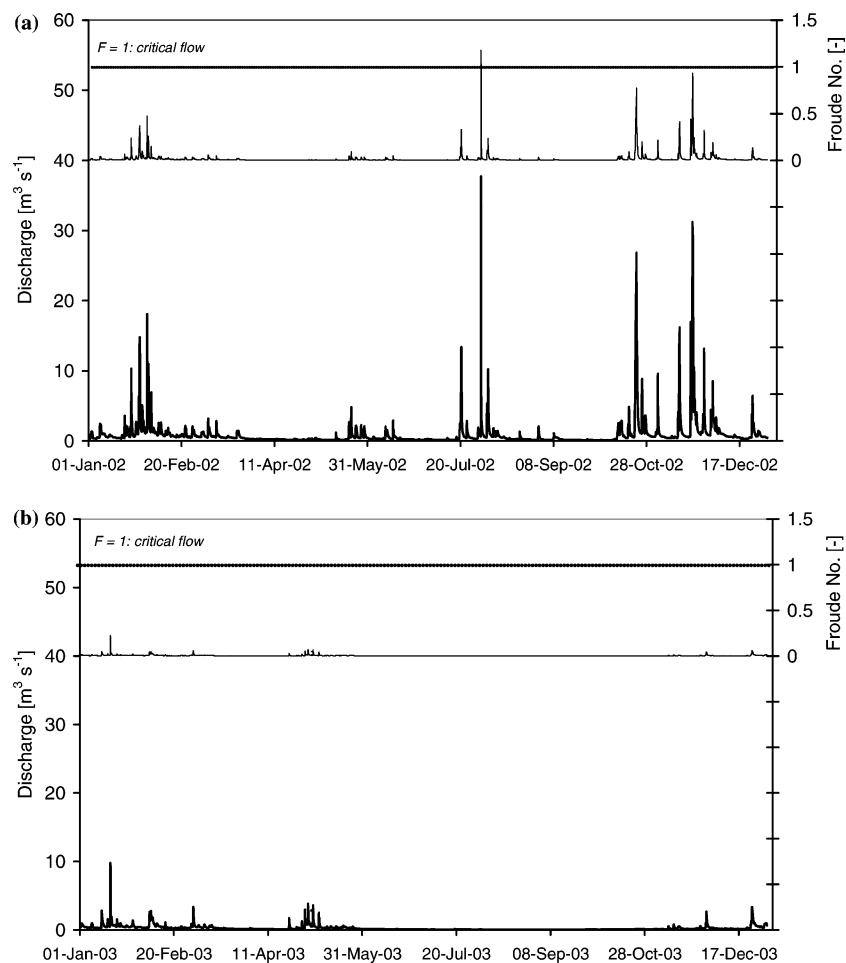 (a)
60
50
40
30
20
10
0
Discharge [m³ s⁻¹]
F = 1: critical flow
1.5
1
0.5
0
Froude No. [-]
01-Jan-02 20-Feb-02 11-Apr-02 31-May-02 20-Jul-02 08-Sep-02 28-Oct-02 17-Dec-02
(b)
60
50
40
30
20
10
0
Discharge [m³ s⁻¹]
F = 1: critical flow
1.5
1
0.5
0
Froude No. [-]
01-Jan-03 20-Feb-03 11-Apr-03 31-May-03 20-Jul-03 08-Sep-03 28-Oct-03 17-Dec-03